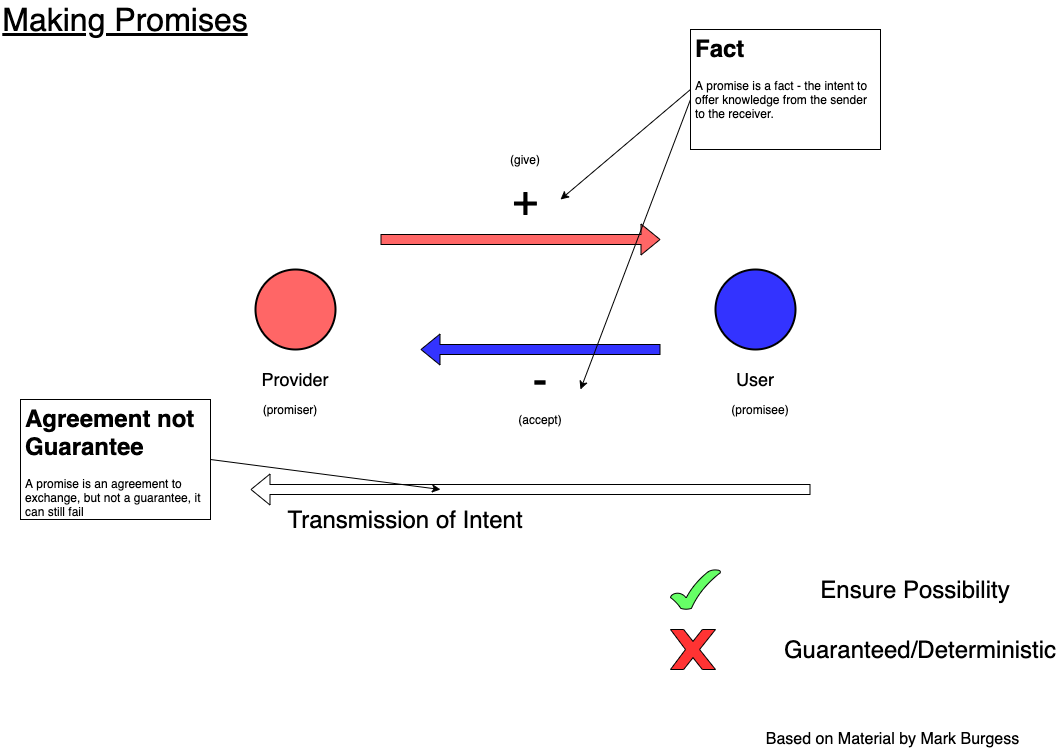 Making Promises
Fact
A promise is a fact - the intent to
offer knowledge from the sender
to the receiver.
(give)
+
-
Provider
(promiser)
User
(promisee)
(accept)
Agreement not
Guarantee
A promise is an agreement to
exchange, but not a guarantee, it
can still fail
Transmission of Intent
Ensure Possibility
Guaranteed/Deterministic
Based on Material by Mark Burgess